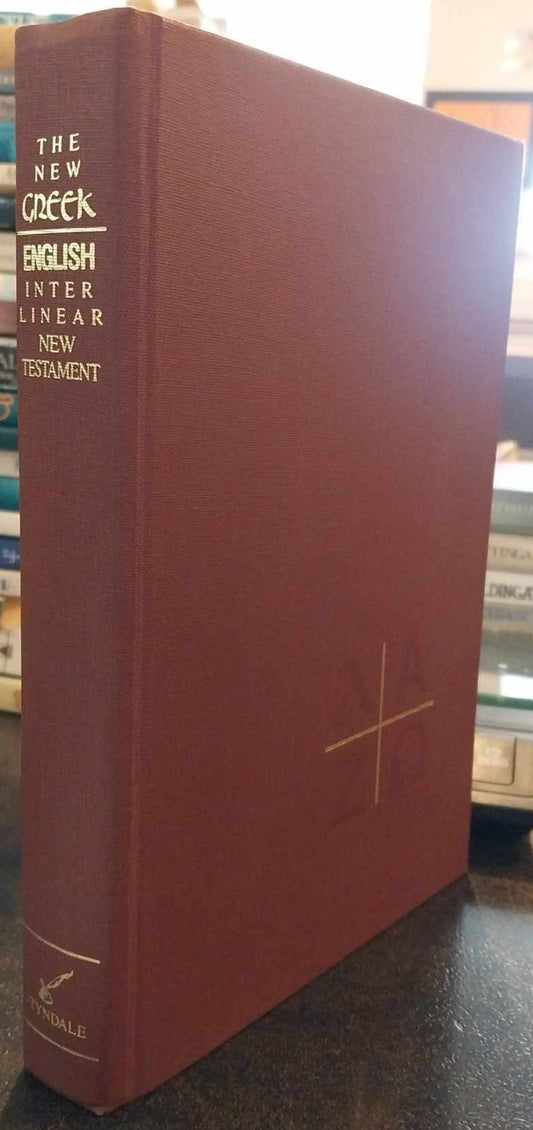 THE
NEW
GREEK
ENGLISH
INTER
LINEAR
NEW
TESTAMENT
TYNDALE
A A
Z Ω